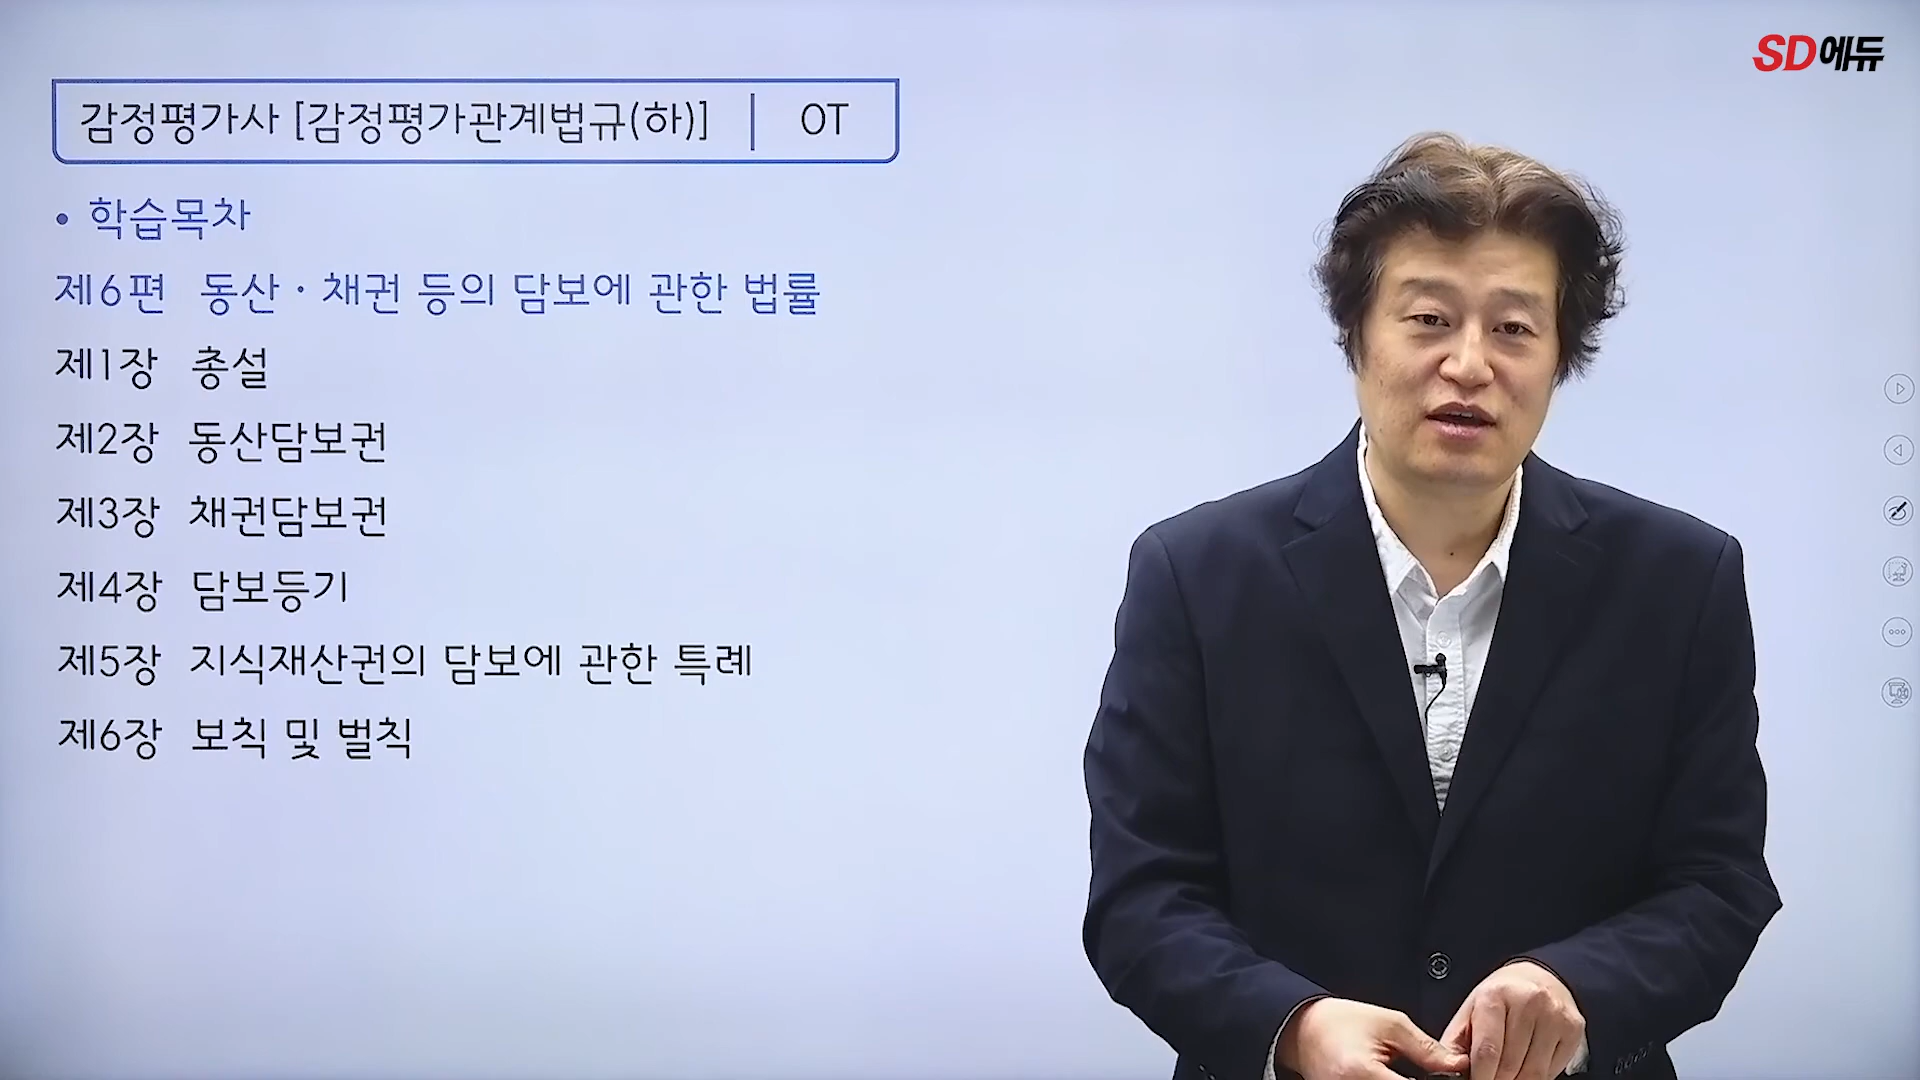 SD에듀
감정평가사 [감정평가관계법규(하)] | OT
• 학습목차
제6편 동산·채권 등의 담보에 관한 법률
제1장 총설
제2장 동산담보권
제3장 채권담보권
제4장 담보등기
제5장 지식재산권의 담보에 관한 특례
제6장 보칙 및 벌칙